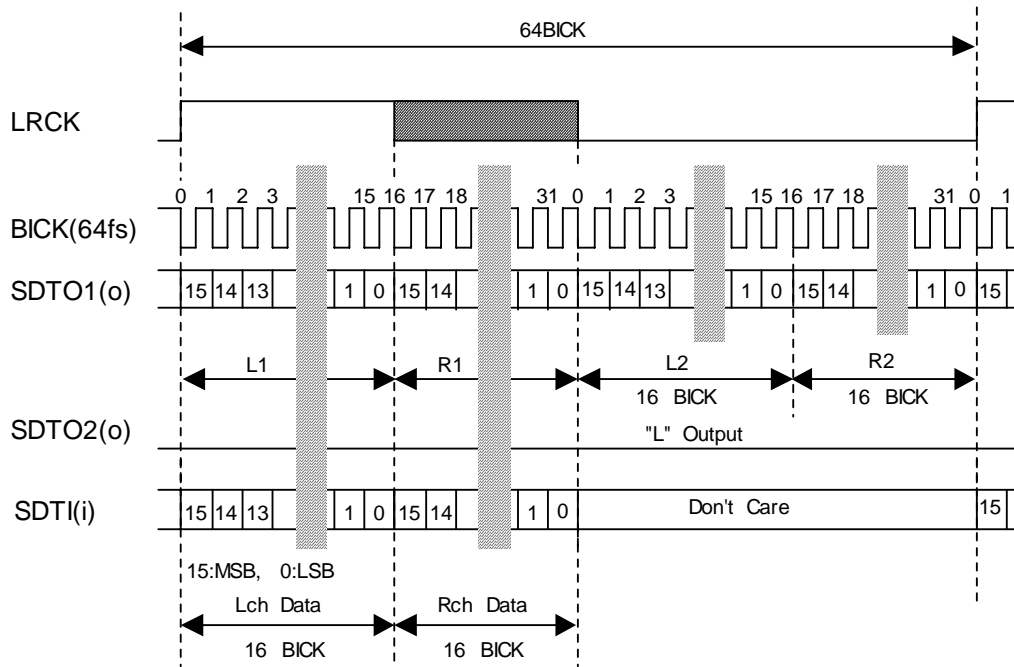 64BICK
LRCK
0 1 2 3 15 16 17 18 31 0 1 2 3 15 16 17 18 31 0 1
BICK(64fs)
SDTO1(o) 15 14 13 1 0 15 14 1 0 15 14 13 1 0 15 14 1 0 15
L1 R1 L2 R2
16 BICK 16 BICK
SDTO2(o) "L" Output
SDTI(i) 15 14 13 1 0 15 14 1 0 Don't Care 15
15:MSB, 0:LSB
Lch Data Rch Data
16 BICK 16 BICK